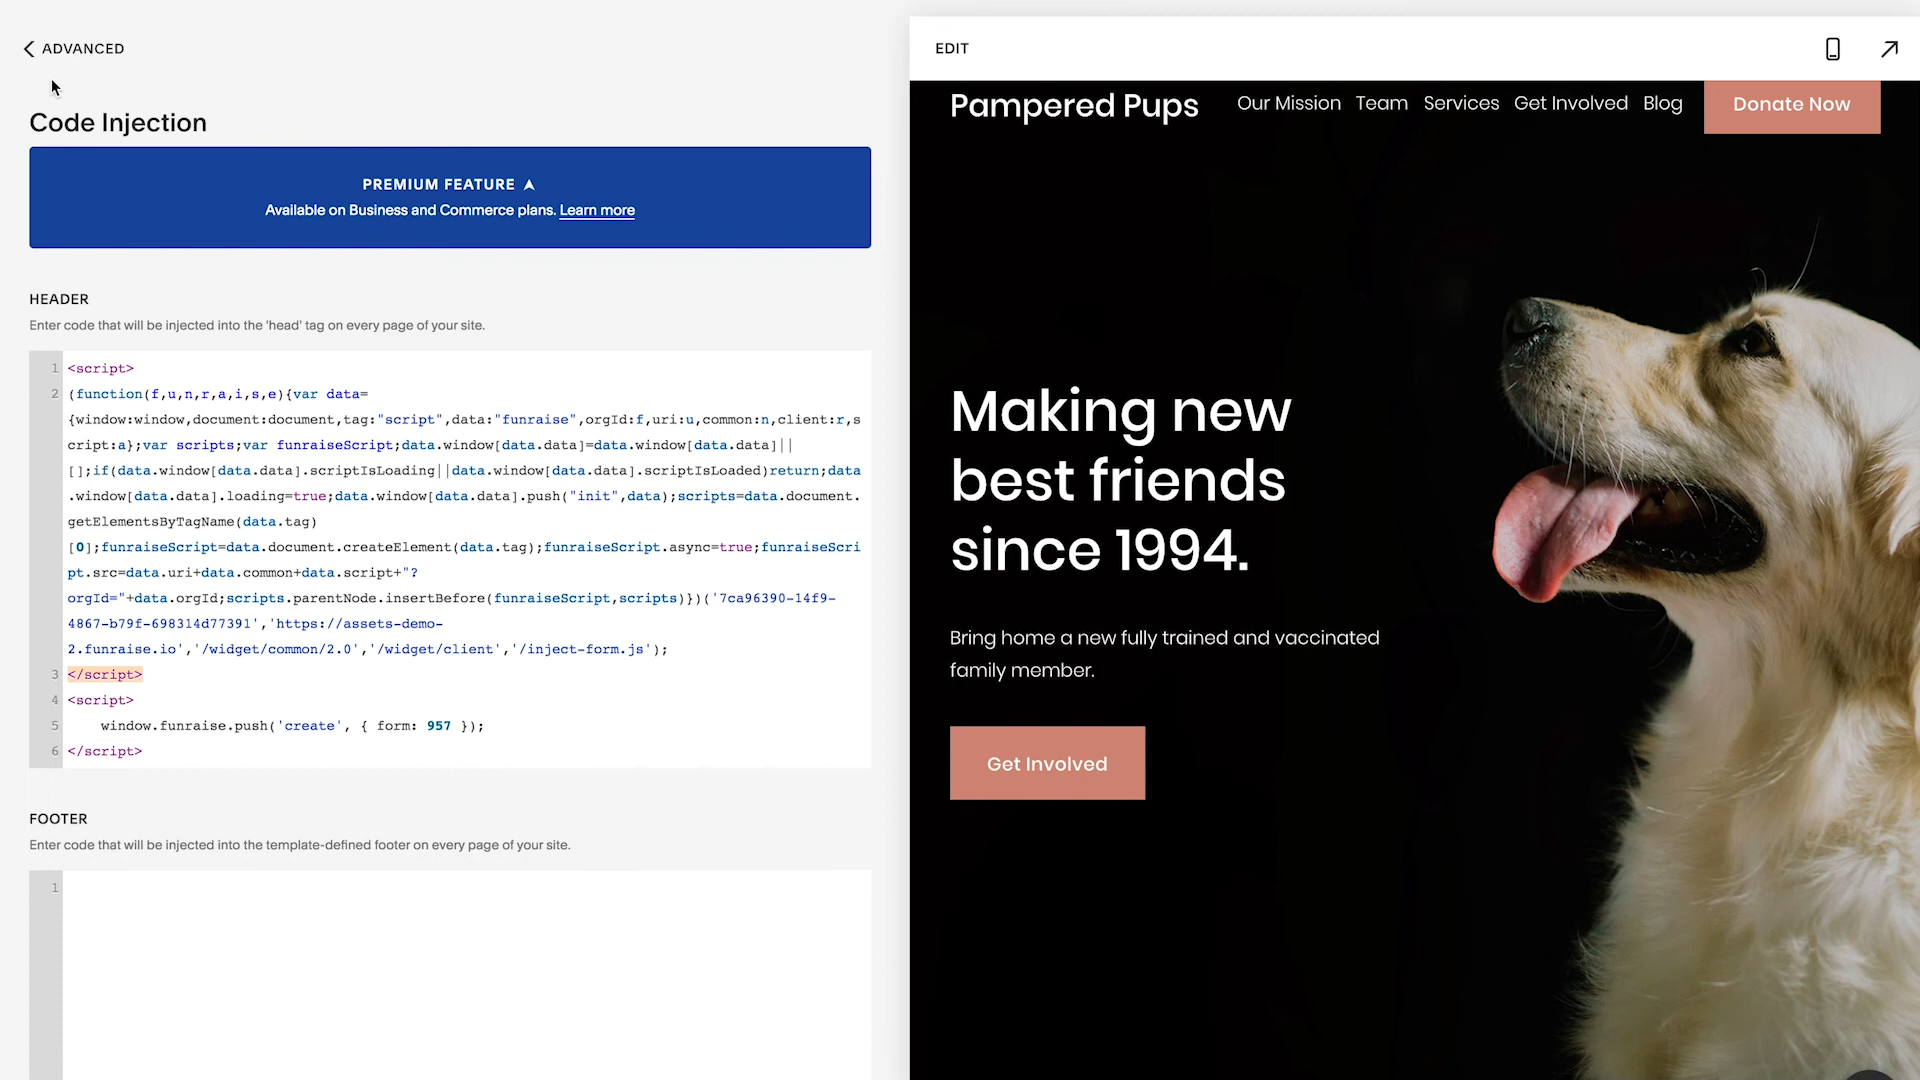 ADVANCED
Code Injection
PREMIUM FEATURE
Available on Business and Commerce plans. Learn more
HEADER
Enter code that will be injected into the 'head' tag on every page of your site.
1 <script>
2 (function(f,u,n,r,a,i,s,e){var data=
{window:window,document:document,tag:"script",data:"funraise",orgId:f,uri:u,common:n,client:r,s
cript:a};var scripts;var funraiseScript;data.window[data.data]=data.window[data.data]||
[];if(data.window[data.data].scriptIsLoading||data.window[data.data].scriptIsLoaded)return;data
.window[data.data].loading=true;data.window[data.data].push("init",data);scripts=data.document.
getElementsByTagName(data.tag)
[0];funraiseScript=data.document.createElement(data.tag);funraiseScript.async=true;funraiseScri
pt.src=data.uri+data.common+data.script+"?
orgId="+data.orgId;scripts.parentNode.insertBefore(funraiseScript,scripts)})('7ca96390-14f9-
4867-b79f-698314d77391','https://assets-demo-
2.funraise.io','/widget/common/2.0','/widget/client','/inject-form.js');
3 </script>
4 <script>
5 window.funraise.push('create', { form: 957 });
6 </script>
FOOTER
Enter code that will be injected into the template-defined footer on every page of your site.
1
EDIT
Pampered Pups
Our Mission Team Services Get Involved Blog Donate Now
Making new
best friends
since 1994.
Bring home a new fully trained and vaccinated
family member.
Get Involved